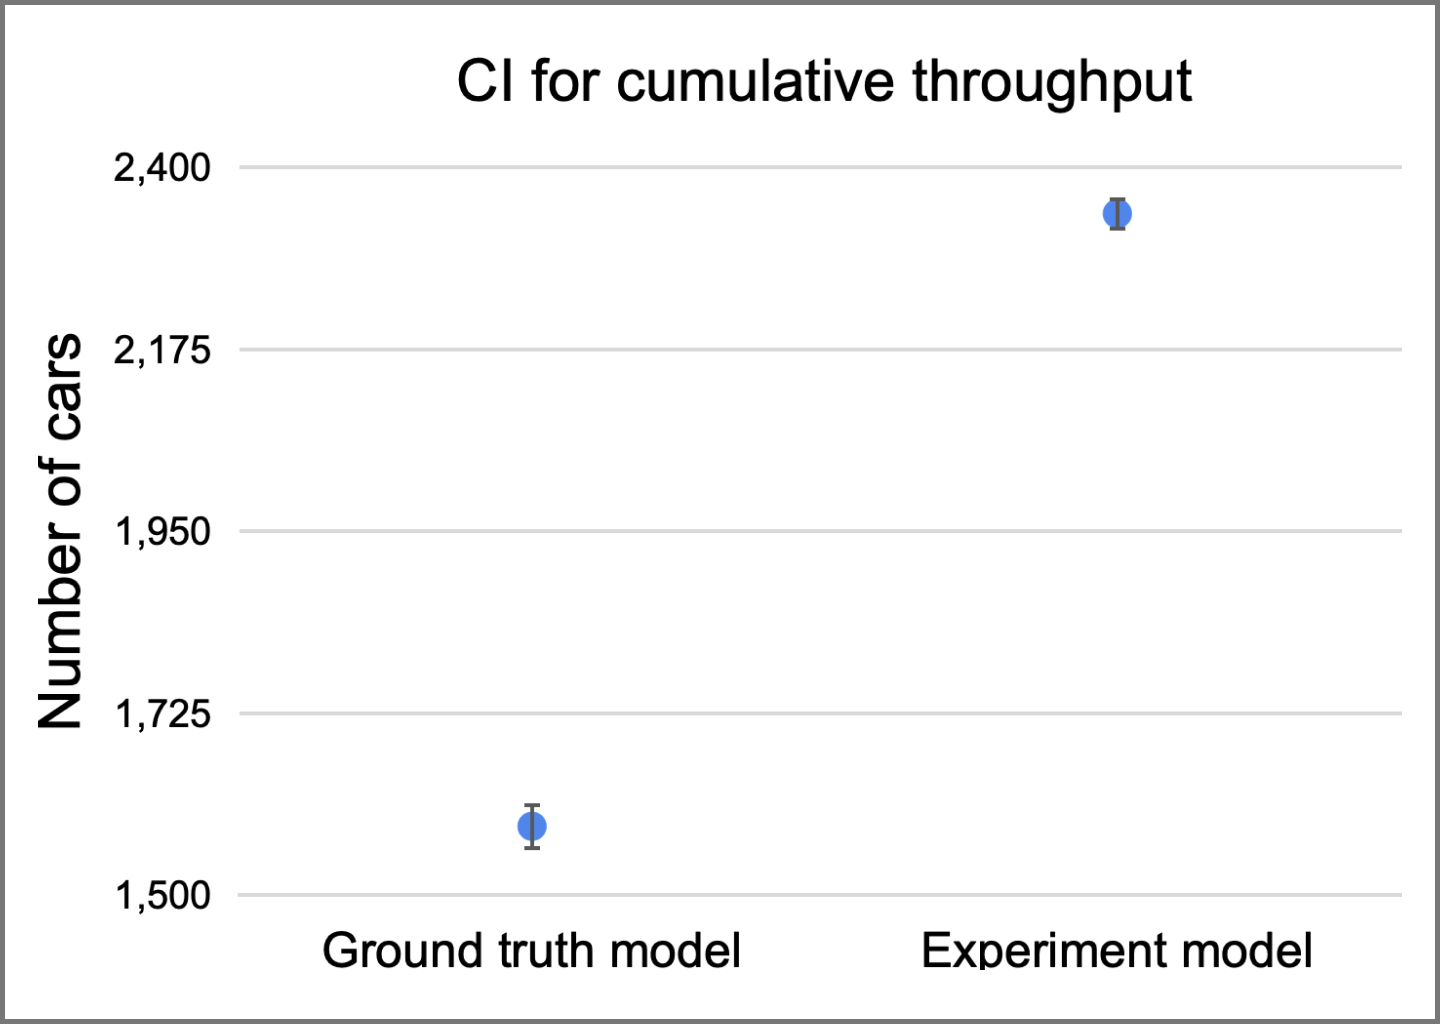 CI for cumulative throughput
Number of cars
2,400
2,175
1,950
1,725
1,500
Ground truth model
Experiment model